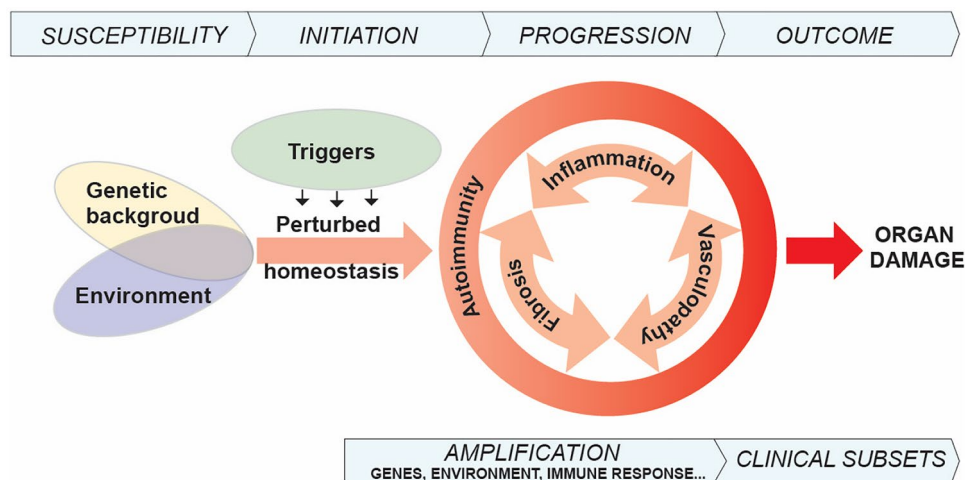 SUSCEPTIBILITY
INITIATION
PROGRESSION
OUTCOME
Triggers
Genetic
backgroud
Perturbed
homeostasis
Environment
Autoimmunity
Inflammation
Vasculopathy
Fibrosis
ORGAN
DAMAGE
AMPLIFICATION
GENES, ENVIRONMENT, IMMUNE RESPONSE...
CLINICAL SUBSETS